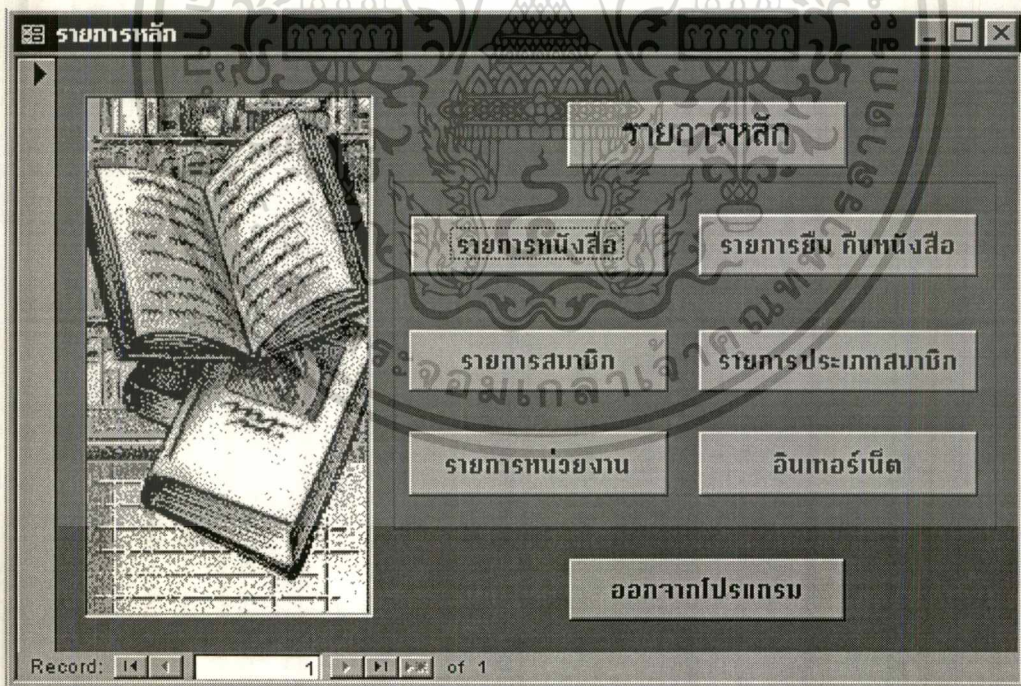 รายการหลัก
รายการหลัก
รายการหนังสือ
รายการยืม คืนหนังสือ
รายการสมาชิก
รายการประเภทสมาชิก
รายการหน่วยงาน
อินเทอร์เน็ต
ออกจากโปรแกรม
Record: 1 of 1